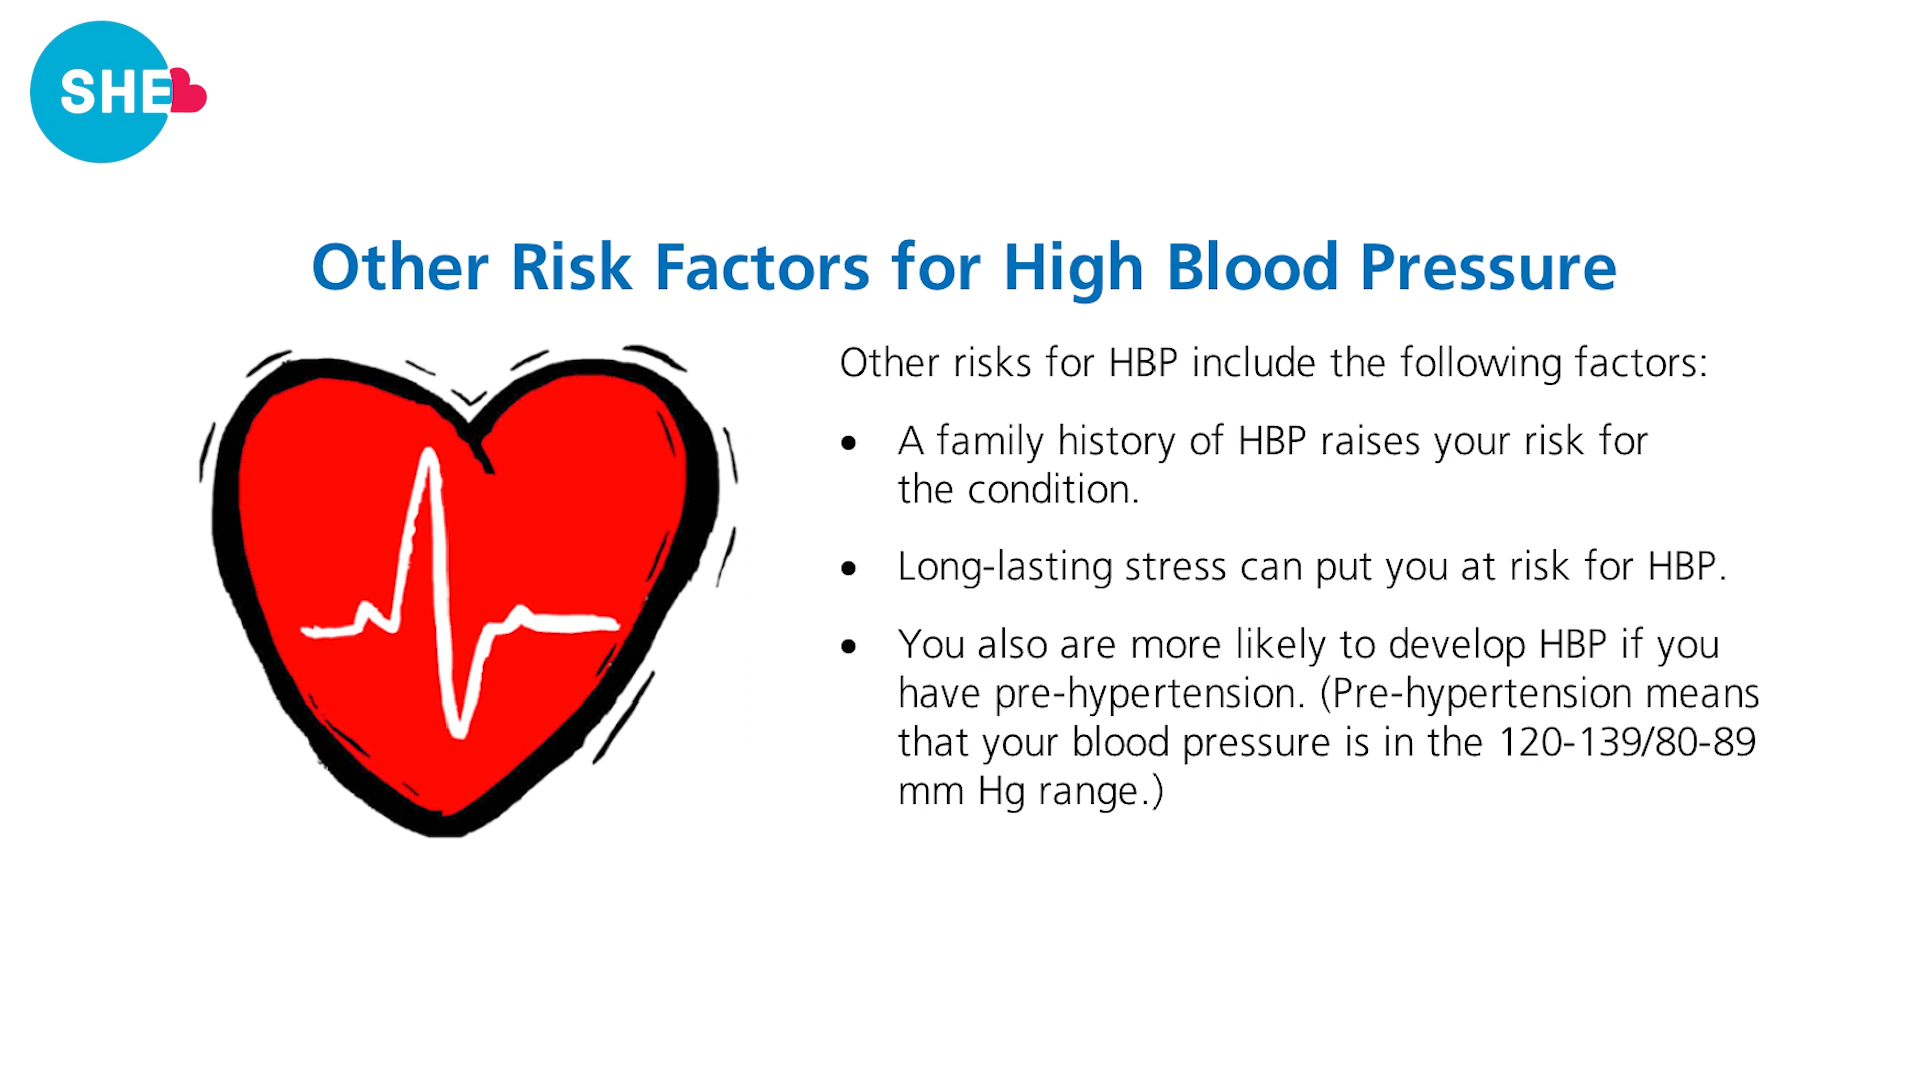 SHE
Other Risk Factors for High Blood Pressure
Other risks for HBP include the following factors:
• A family history of HBP raises your risk for
the condition.
• Long-lasting stress can put you at risk for HBP.
• You also are more likely to develop HBP if you
have pre-hypertension. (Pre-hypertension means
that your blood pressure is in the 120-139/80-89
mm Hg range.)